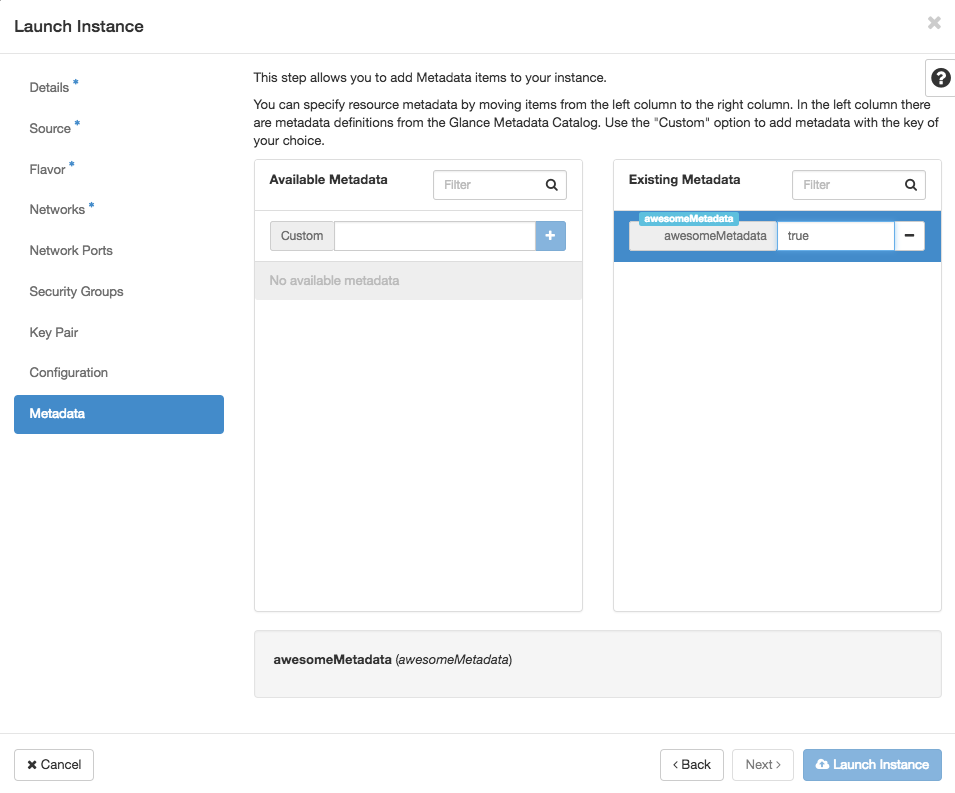 Launch Instance
Details *
Source *
Flavor *
Networks *
Network Ports
Security Groups
Key Pair
Configuration
Metadata
This step allows you to add Metadata items to your instance.
You can specify resource metadata by moving items from the left column to the right column. In the left column there
are metadata definitions from the Glance Metadata Catalog. Use the "Custom" option to add metadata with the key of
your choice.
Available Metadata
Filter
Custom
No available metadata
Existing Metadata
Filter
awesomeMetadata
awesomeMetadata
true
awesomeMetadata (awesomeMetadata)
Cancel
< Back
Next >
Launch Instance